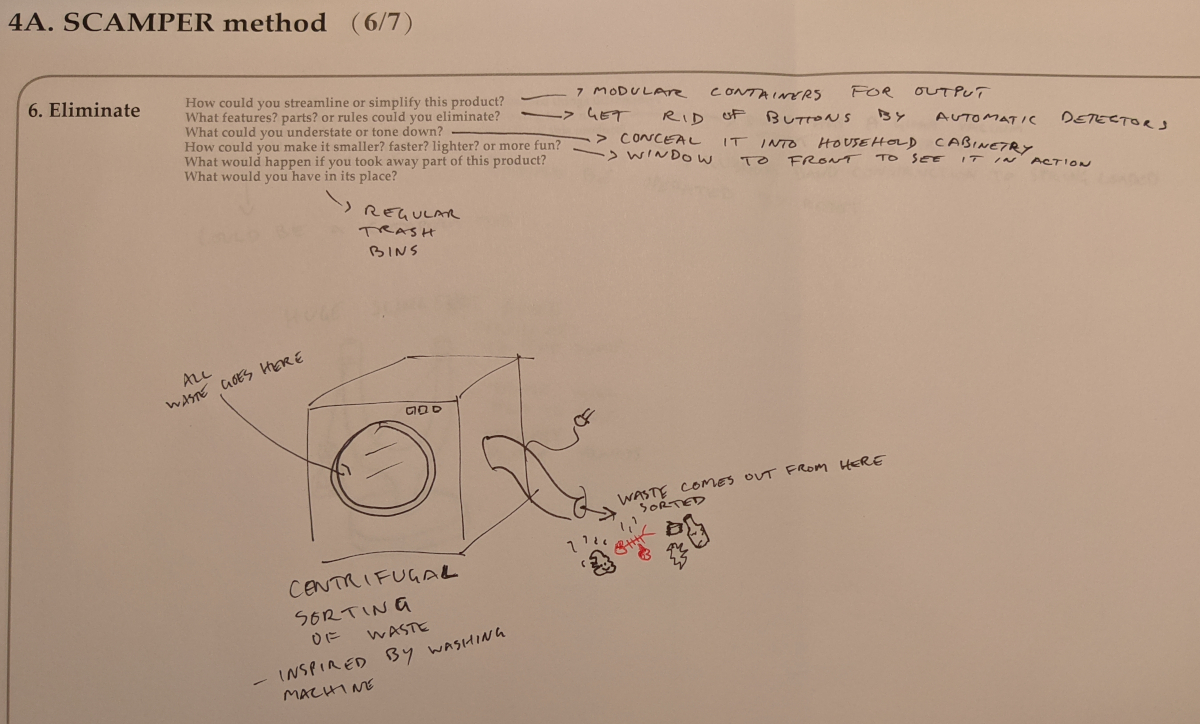 4A. SCAMPER method (6/7)
6. Eliminate
How could you streamline or simplify this product?
What features? parts? or rules could you eliminate?
What could you understate or tone down?
How could you make it smaller? faster? lighter? or more fun?
What would happen if you took away part of this product?
What would you have in its place?
MODULAR CONTAINERS FOR OUTPUT
GET RID OF BUTTONS BY AUTOMATIC DETECTORS
CONCEAL IT INTO HOUSEHOLD CABINETRY
WINDOW TO FRONT TO SEE IT IN ACTION
REGULAR
TRASH
BINS
ALL
WASTE GOES HERE
WASTE COMES OUT FROM HERE
SORTED
CENTRIFUGAL
SORTING
OF WASTE
- INSPIRED BY WASHING
MACHINE